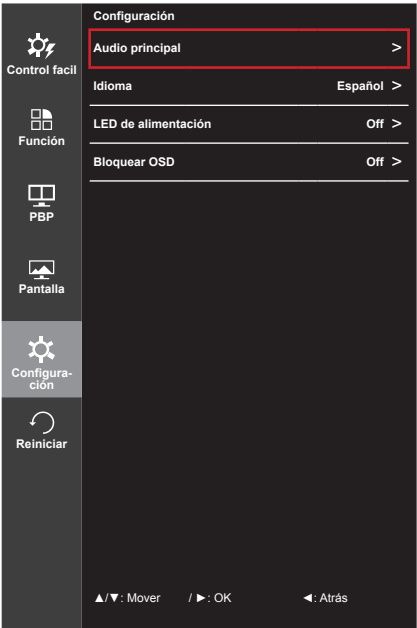 Configuración
Control facil
Audio principal >
Idioma Español >
LED de alimentación Off >
Función
Bloquear OSD Off >
PBP
Pantalla
Configura-
ción
Reiniciar
▲/▼: Mover / ►: OK ◄: Atrás